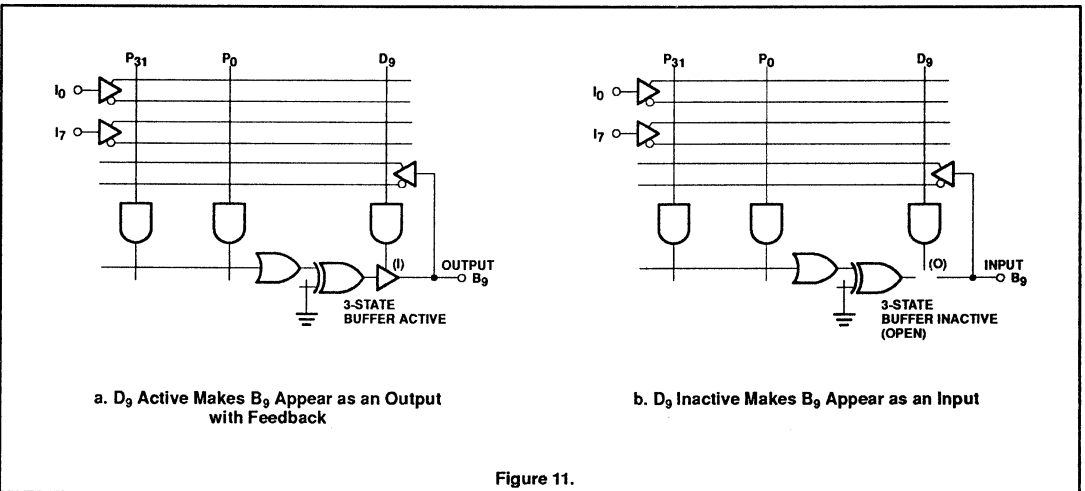 P31 P0 D9
I0
I7
(I) OUTPUT
B9
3-STATE
BUFFER ACTIVE
a. D9 Active Makes B9 Appear as an Output
with Feedback
P31 P0 D9
I0
I7
(O) INPUT
B9
3-STATE
BUFFER INACTIVE
(OPEN)
b. D9 Inactive Makes B9 Appear as an Input
Figure 11.